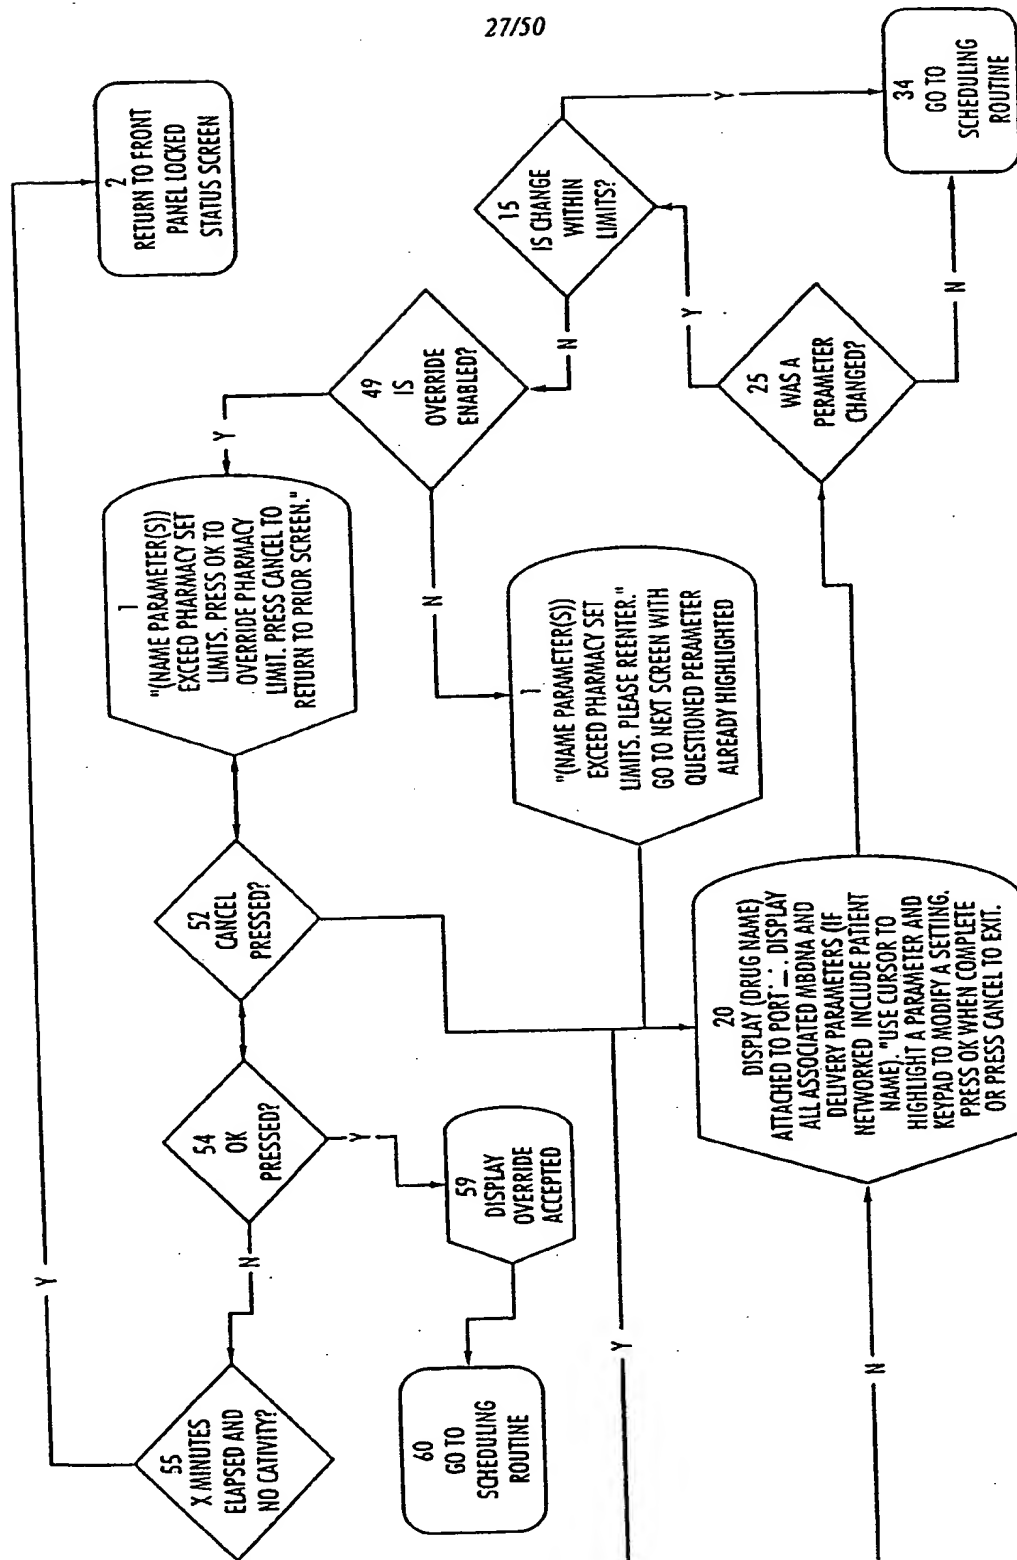 27/50
2
RETURN TO FRONT
PANEL LOCKED
STATUS SCREEN
Y
55
X MINUTES
ELAPSED AND
NO CATIVITY?
N
54
OK
PRESSED?
Y
52
CANCEL
PRESSED?
1
"(NAME PARAMETER(S))
EXCEED PHARMACY SET
LIMITS. PRESS OK TO
OVERRIDE PHARMACY
LIMIT. PRESS CANCEL TO
RETURN TO PRIOR SCREEN."
Y
49
IS
OVERRIDE
ENABLED?
N
N
15
IS CHANGE
WITHIN
LIMITS?
Y
60
GO TO
SCHEDULING
ROUTINE
59
DISPLAY
OVERRIDE
ACCEPTED
1
"(NAME PARAMETER(S))
EXCEED PHARMACY SET
LIMITS. PLEASE REENTER."
GO TO NEXT SCREEN WITH
QUESTIONED PERAMETER
ALREADY HIGHLIGHTED
Y
Y
N
20
DISPLAY (DRUG NAME)
ATTACHED TO PORT __. DISPLAY
ALL ASSOCIATED MBDNA AND
DELIVERY PARAMETERS (IF
NETWORKED INCLUDE PATIENT
NAME). "USE CURSOR TO
HIGHLIGHT A PARAMETER AND
KEYPAD TO MODIFY A SETTING.
PRESS OK WHEN COMPLETE
OR PRESS CANCEL TO EXIT.
25
WAS A
PERAMETER
CHANGED?
N
34
GO TO
SCHEDULING
ROUTINE